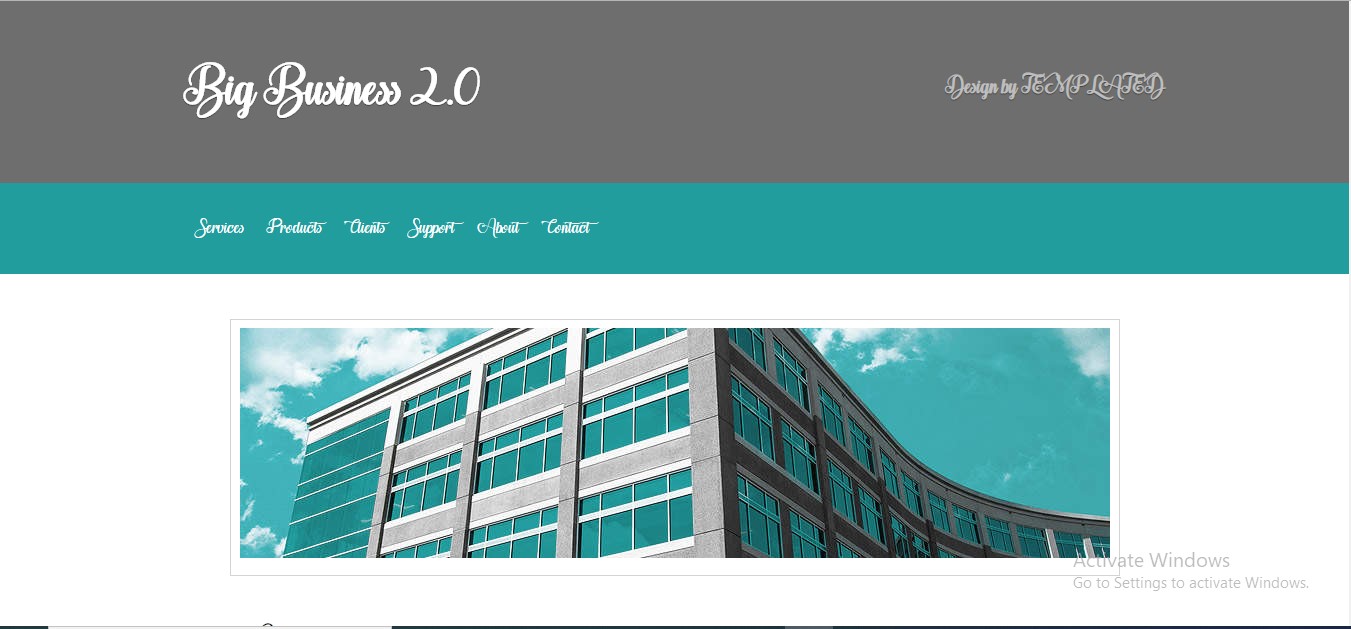 Big Business 2.0
Design by TEMPLATED
Services Products Clients Support About Contact
Activate Windows
Go to Settings to activate Windows.